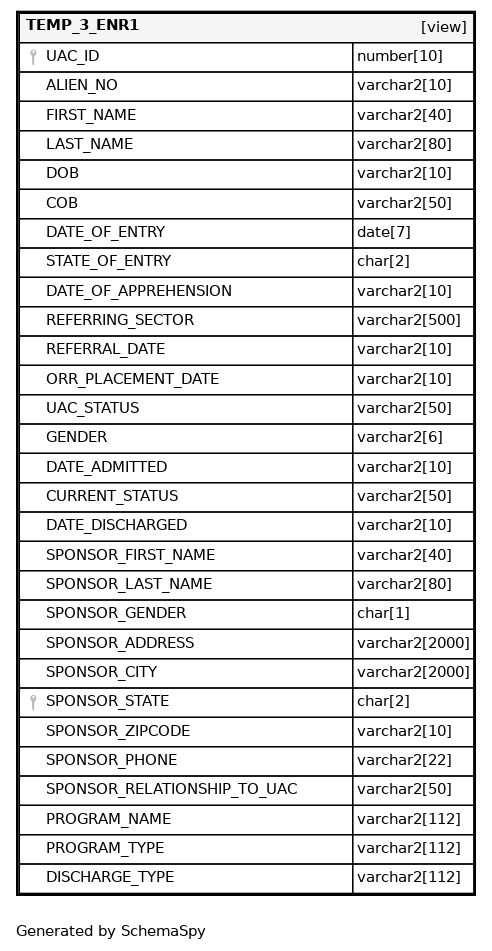 TEMP_3_ENR1 [view]
UAC_ID number[10]
ALIEN_NO varchar2[10]
FIRST_NAME varchar2[40]
LAST_NAME varchar2[80]
DOB varchar2[10]
COB varchar2[50]
DATE_OF_ENTRY date[7]
STATE_OF_ENTRY char[2]
DATE_OF_APPREHENSION varchar2[10]
REFERRING_SECTOR varchar2[500]
REFERRAL_DATE varchar2[10]
ORR_PLACEMENT_DATE varchar2[10]
UAC_STATUS varchar2[50]
GENDER varchar2[6]
DATE_ADMITTED varchar2[10]
CURRENT_STATUS varchar2[50]
DATE_DISCHARGED varchar2[10]
SPONSOR_FIRST_NAME varchar2[40]
SPONSOR_LAST_NAME varchar2[80]
SPONSOR_GENDER char[1]
SPONSOR_ADDRESS varchar2[2000]
SPONSOR_CITY varchar2[2000]
SPONSOR_STATE char[2]
SPONSOR_ZIPCODE varchar2[10]
SPONSOR_PHONE varchar2[22]
SPONSOR_RELATIONSHIP_TO_UAC varchar2[50]
PROGRAM_NAME varchar2[112]
PROGRAM_TYPE varchar2[112]
DISCHARGE_TYPE varchar2[112]
Generated by SchemaSpy